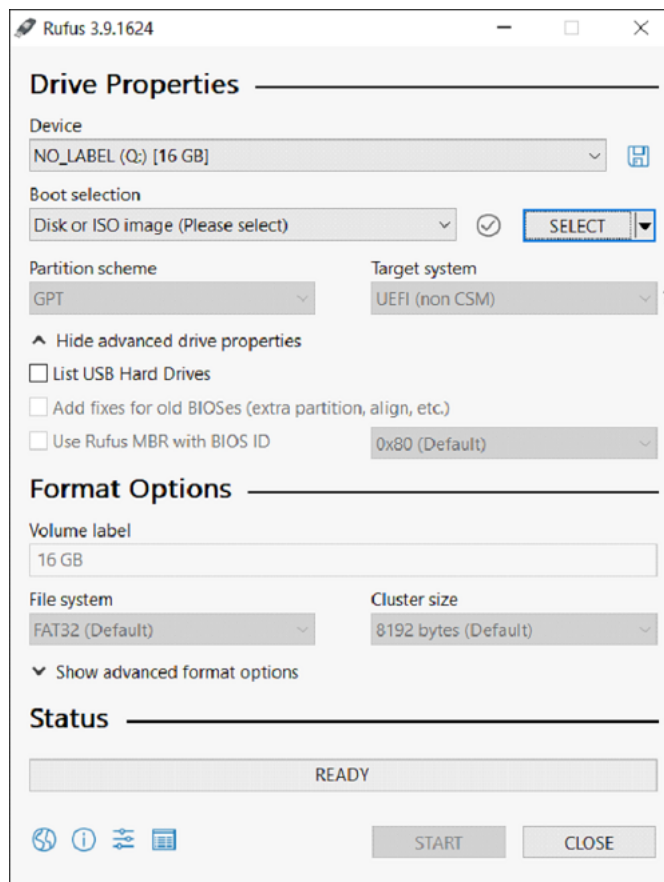 Rufus 3.9.1624
Drive Properties
Device
NO_LABEL (Q:) [16 GB]
Boot selection
Disk or ISO image (Please select)
SELECT
Partition scheme
Target system
GPT
UEFI (non CSM)
Hide advanced drive properties
List USB Hard Drives
Add fixes for old BIOSes (extra partition, align, etc.)
Use Rufus MBR with BIOS ID
0x80 (Default)
Format Options
Volume label
16 GB
File system
Cluster size
FAT32 (Default)
8192 bytes (Default)
Show advanced format options
Status
READY
START
CLOSE